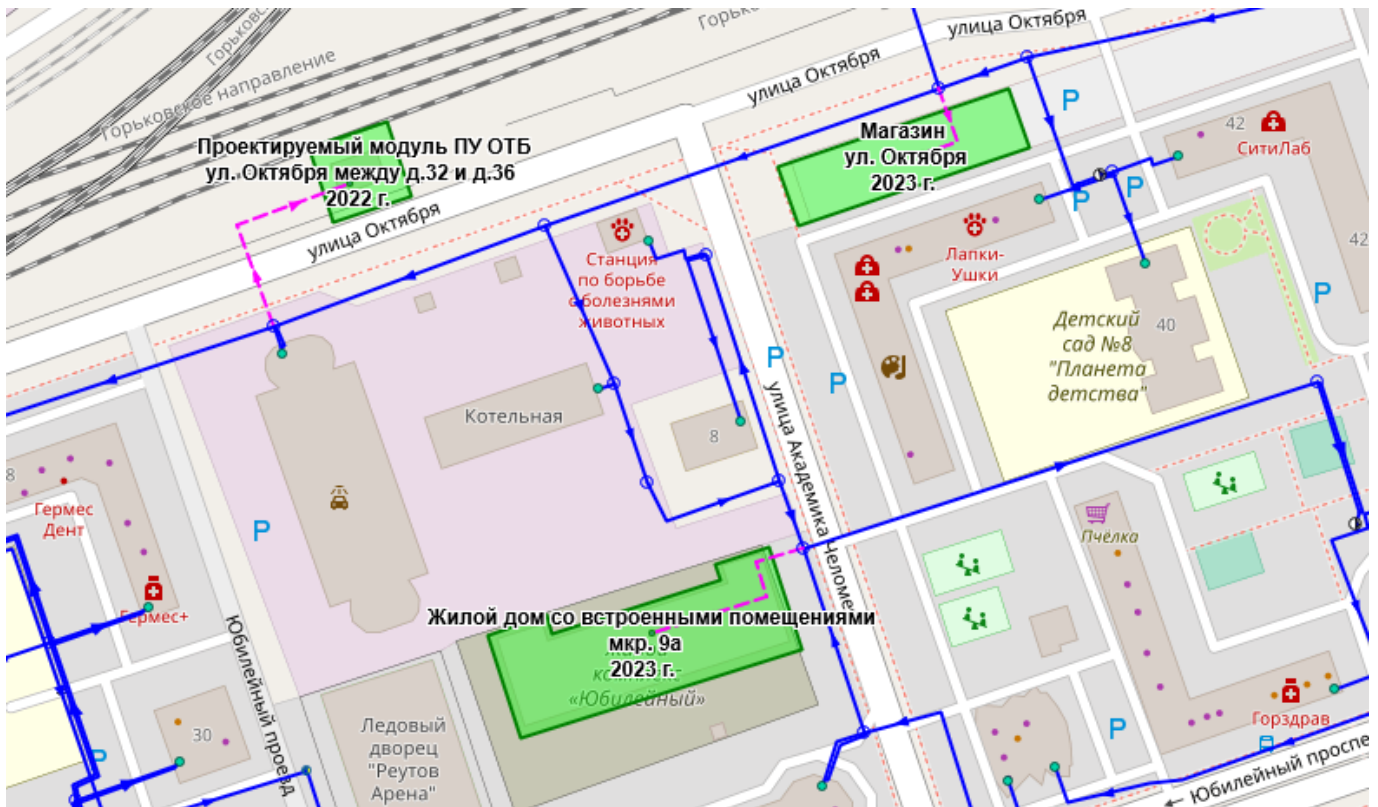 Горьковское направление
Горьковское направление
улица Октября
улица Октября
улица Октября
Проектируемый модуль ПУ ОТБ
ул. Октября между д.32 и д.36
2022 г.
Магазин
ул. Октября
2023 г.
42
СитиЛаб
42
P
P
P
P
Станция
по борьбе
с болезнями
животных
Лапки-
Ушки
Детский
сад №8
"Планета
детства"
40
P
P
Котельная
8
улица Академика Челомея
8
Гермес
Дент
P
Пчёлка
Гермес+
Юбилейный проезд
Жилой дом со встроенными помещениями
мкр. 9а
2023 г.
«Юбилейный»
Ледовый
дворец
"Реутов
Арена"
30
P
P
Горздрав
Юбилейный проспе